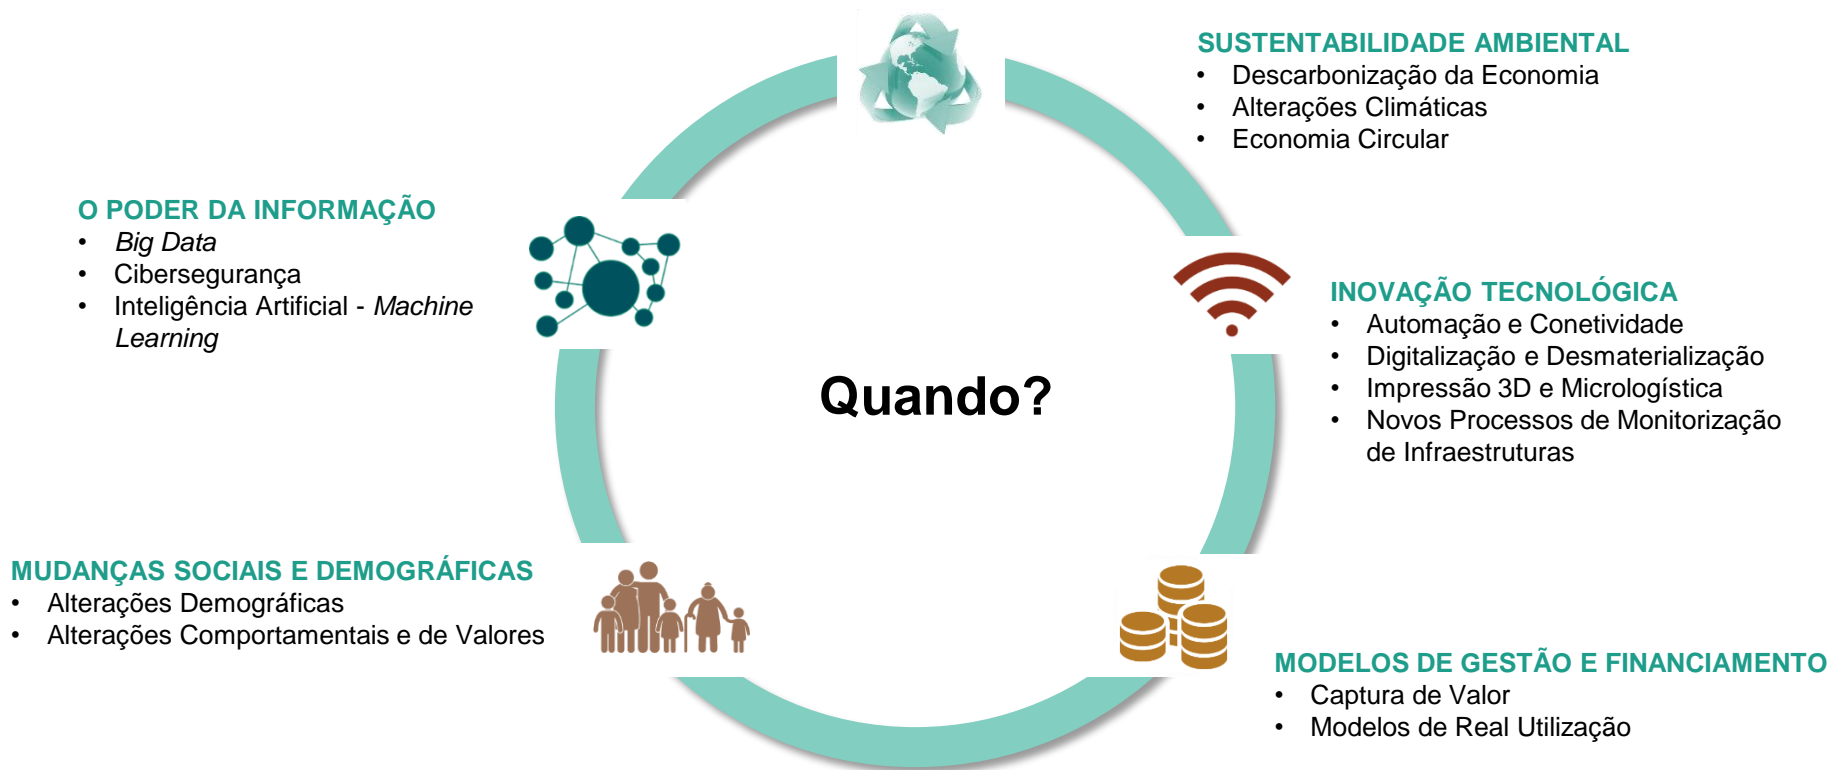 SUSTENTABILIDADE AMBIENTAL
• Descarbonização da Economia
• Alterações Climáticas
• Economia Circular
O PODER DA INFORMAÇÃO
• Big Data
• Cibersegurança
• Inteligência Artificial - Machine
Learning
INOVAÇÃO TECNOLÓGICA
• Automação e Conetividade
• Digitalização e Desmaterialização
• Impressão 3D e Micrologística
• Novos Processos de Monitorização
de Infraestruturas
Quando?
MUDANÇAS SOCIAIS E DEMOGRÁFICAS
• Alterações Demográficas
• Alterações Comportamentais e de Valores
MODELOS DE GESTÃO E FINANCIAMENTO
• Captura de Valor
• Modelos de Real Utilização